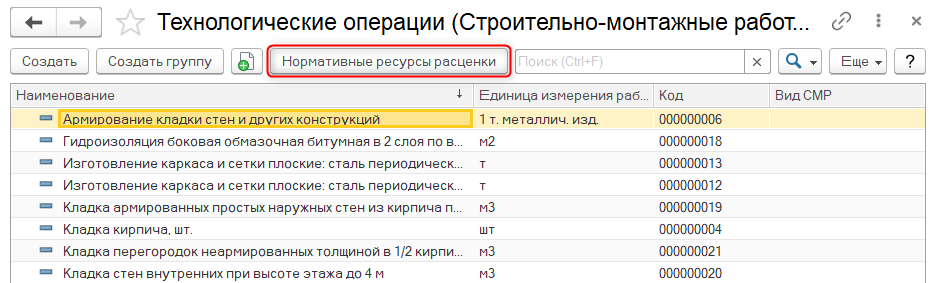 Технологические операции (Строительно-монтажные работ...
Создать Создать группу Нормативные ресурсы расценки Поиск (Ctrl+F) × Еще ?
Наименование ↓ Единица измерения раб... Код Вид СМР
Армирование кладки стен и других конструкций 1 т. металлич. изд. 000000006
Гидроизоляция боковая обмазочная битумная в 2 слоя по в... м2 000000018
Изготовление каркаса и сетки плоские: сталь периодическ... т 000000013
Изготовление каркаса и сетки плоские: сталь периодическ... т 000000012
Кладка армированных простых наружных стен из кирпича п... м3 000000019
Кладка кирпича, шт. шт 000000004
Кладка перегородок неармированных толщиной в 1/2 кирпи... м3 000000021
Кладка стен внутренних при высоте этажа до 4 м м3 000000020